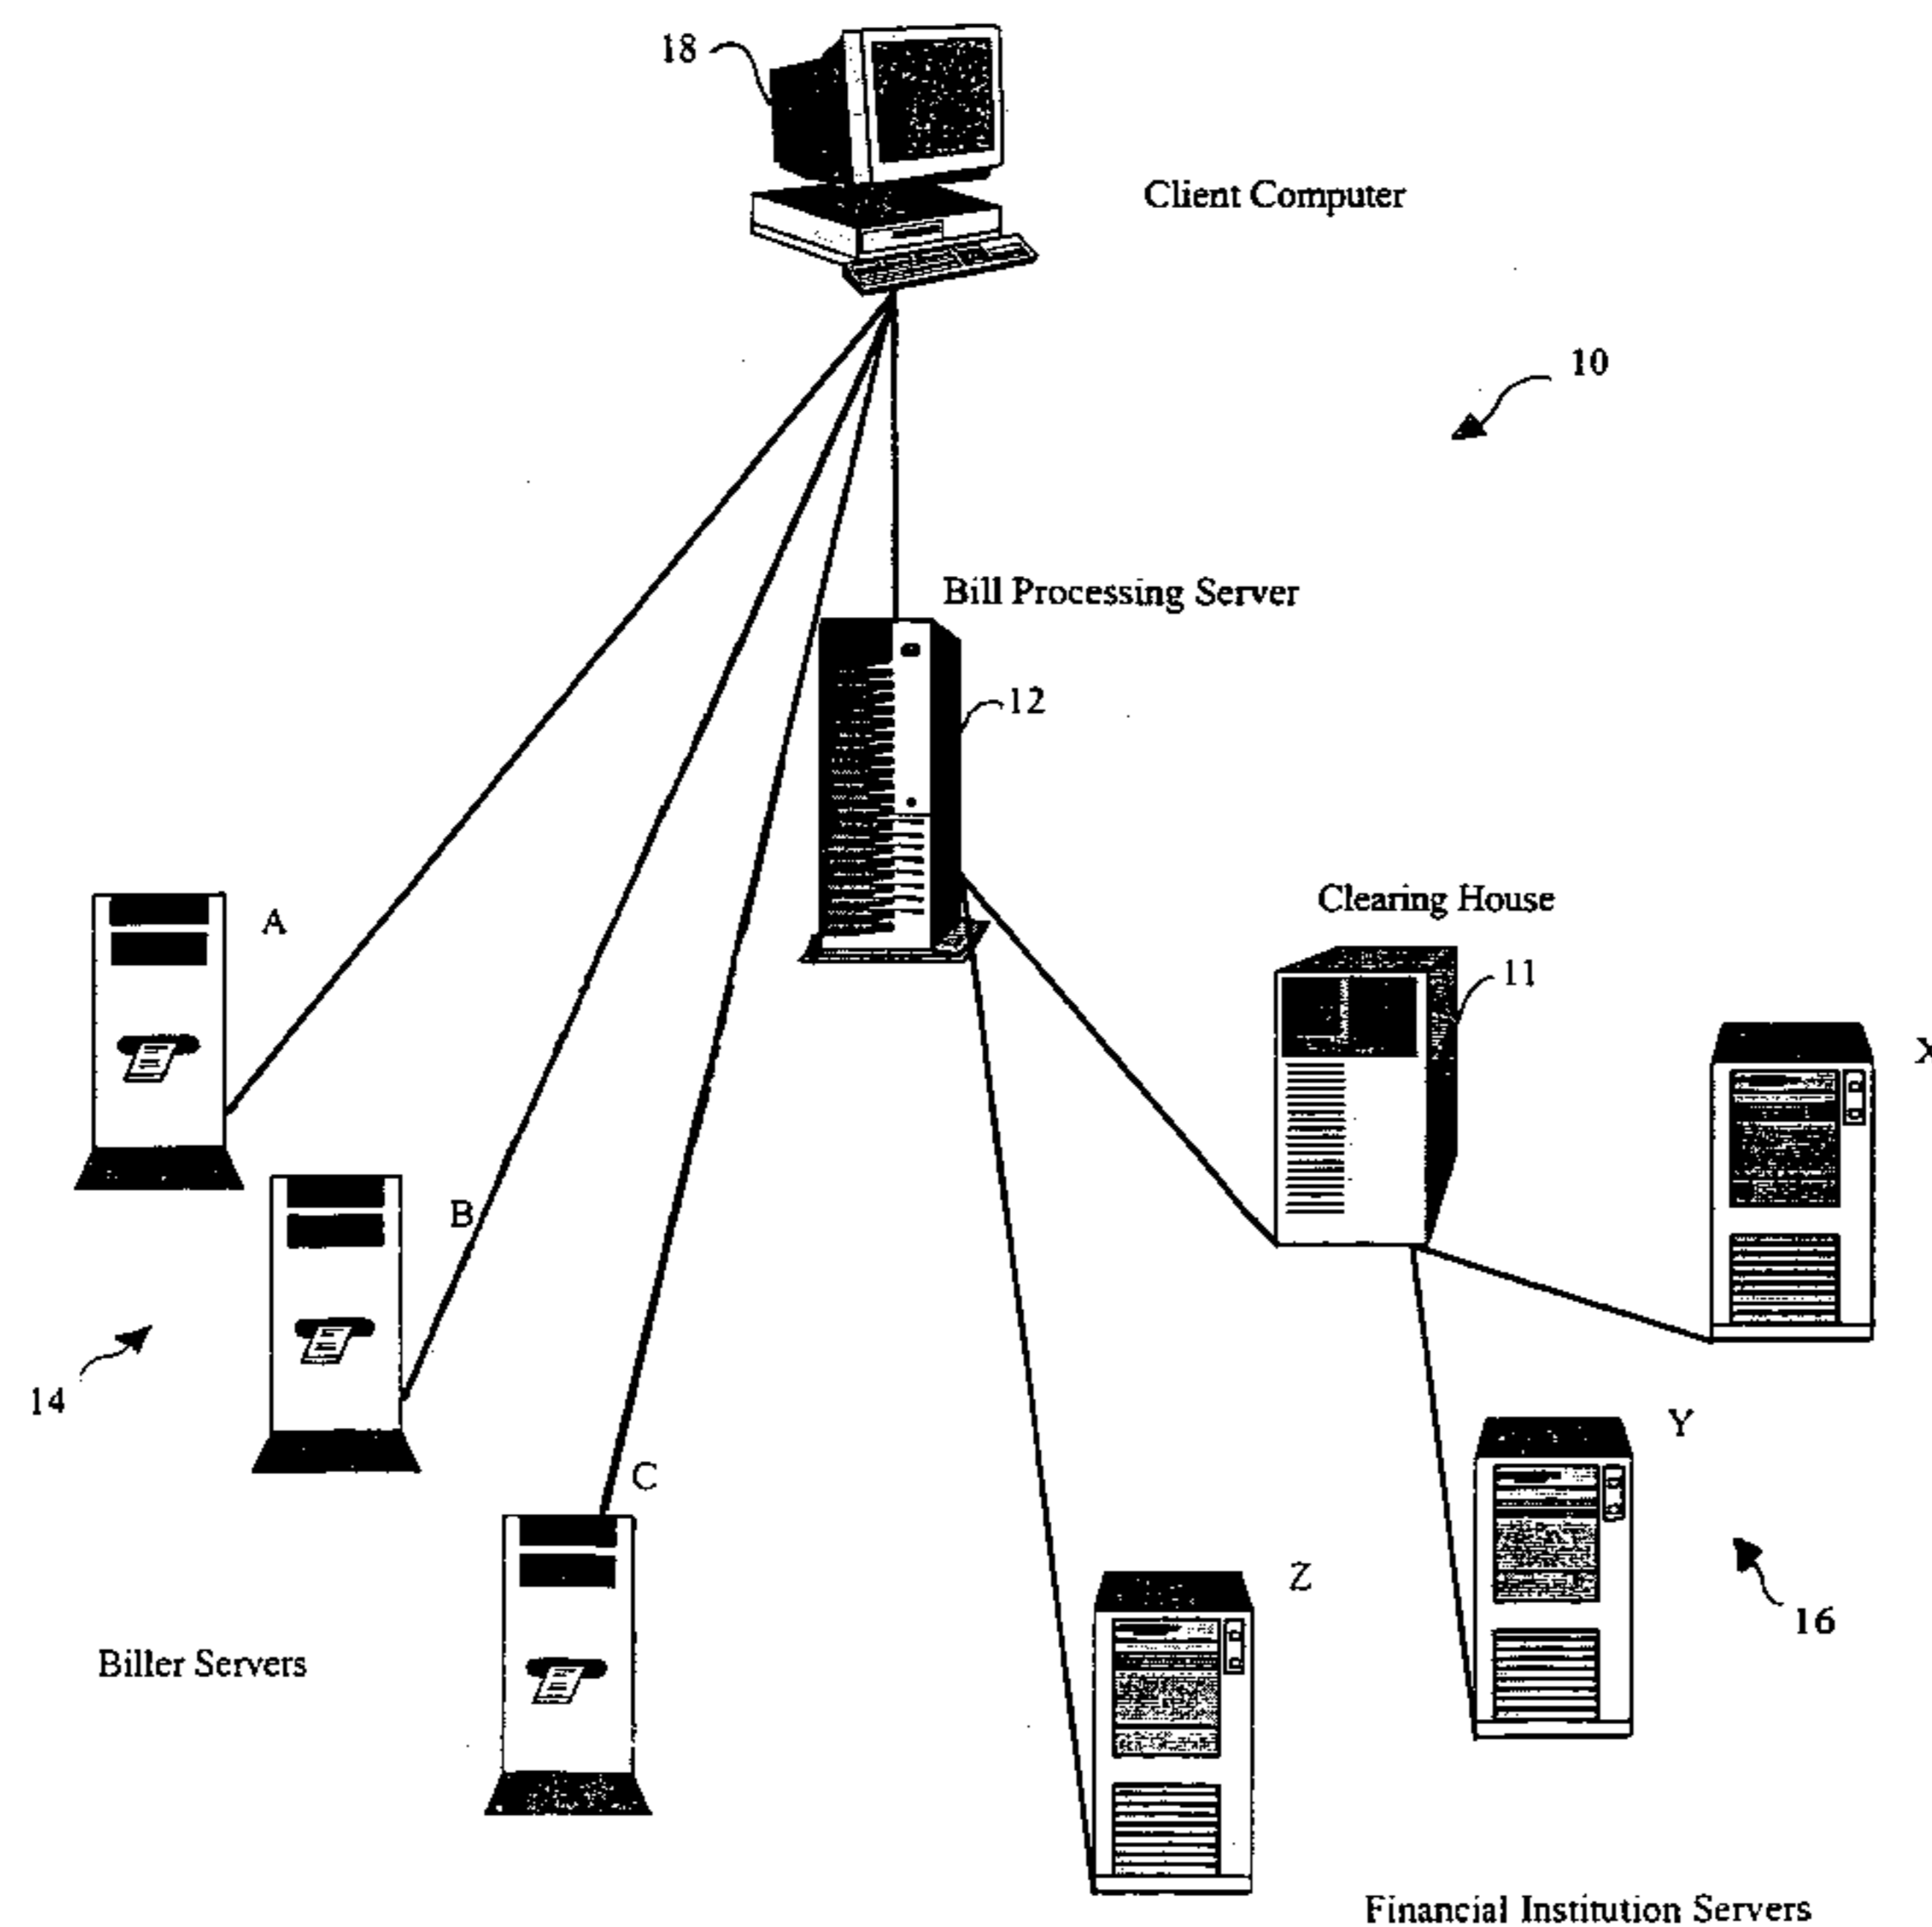 18
Client Computer
10
Bill Processing Server
12
Clearing House
A
11
X
B
14
Y
C
Z
16
Biller Servers
Financial Institution Servers